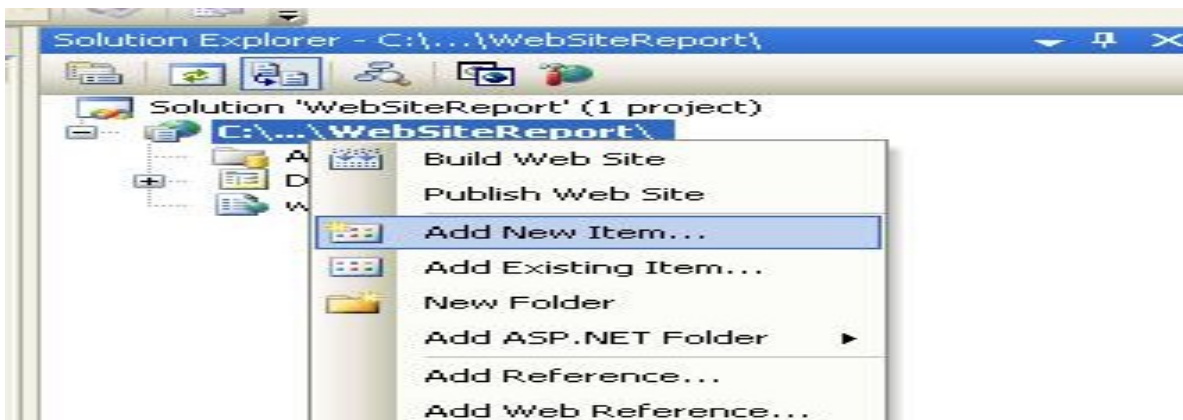 Solution Explorer - C:\...\WebSiteReport\
Solution 'WebSiteReport' (1 project)
C:\...\WebSiteReport\
A
D
W
Build Web Site
Publish Web Site
Add New Item...
Add Existing Item...
New Folder
Add ASP.NET Folder
Add Reference...
Add Web Reference...